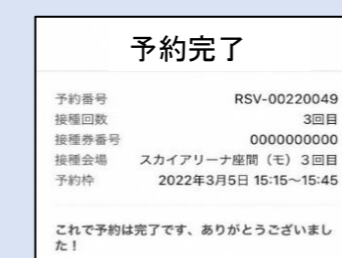 予約完了
予約番号 RSV-00220049
接種回数 3回目
接種券番号 0000000000
接種会場 スカイアリーナ座間（モ）３回目
予約枠 2022年3月5日 15:15～15:45
これで予約は完了です、ありがとうございまし
た！